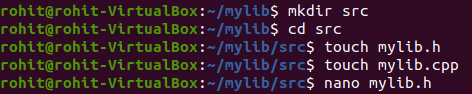 rohit@rohit-VirtualBox:~/mylib$ mkdir src
rohit@rohit-VirtualBox:~/mylib$ cd src
rohit@rohit-VirtualBox:~/mylib/src$ touch mylib.h
rohit@rohit-VirtualBox:~/mylib/src$ touch mylib.cpp
rohit@rohit-VirtualBox:~/mylib/src$ nano mylib.h